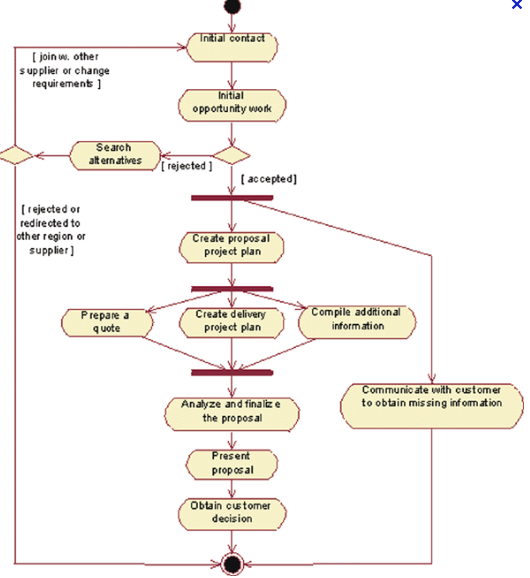 Initial contact
[ join w. other
supplier or change
requirements ]
Initial
opportunity work
Search
alternatives
[ rejected ]
[ accepted]
[ rejected or
redirected to
other region or
supplier ]
Create proposal
project plan
Prepare a
quote
Create delivery
project plan
Compile additional
information
Communicate with customer
to obtain missing information
Analyze and finalize
the proposal
Present
proposal
Obtain customer
decision